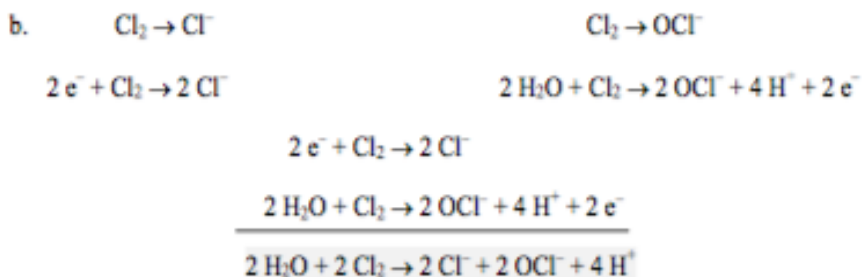 b. Cl₂ → Cl⁻ Cl₂ → OCl⁻
2 e⁻ + Cl₂ → 2 Cl⁻ 2 H₂O + Cl₂ → 2 OCl⁻ + 4 H⁺ + 2 e⁻
2 e⁻ + Cl₂ → 2 Cl⁻
2 H₂O + Cl₂ → 2 OCl⁻ + 4 H⁺ + 2 e⁻
2 H₂O + 2 Cl₂ → 2 Cl⁻ + 2 OCl⁻ + 4 H⁺